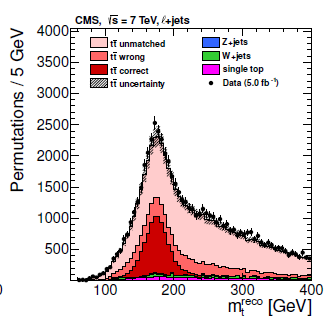 CMS, √s = 7 TeV, ℓ+jets
Permutations / 5 GeV
4000
3500
3000
2500
2000
1500
1000
500
tt̄ unmatched
tt̄ wrong
tt̄ correct
tt̄ uncertainty
Z+jets
W+jets
single top
Data (5.0 fb⁻¹)
0
100
200
300
400
mₜʳᵉᶜᵒ [GeV]